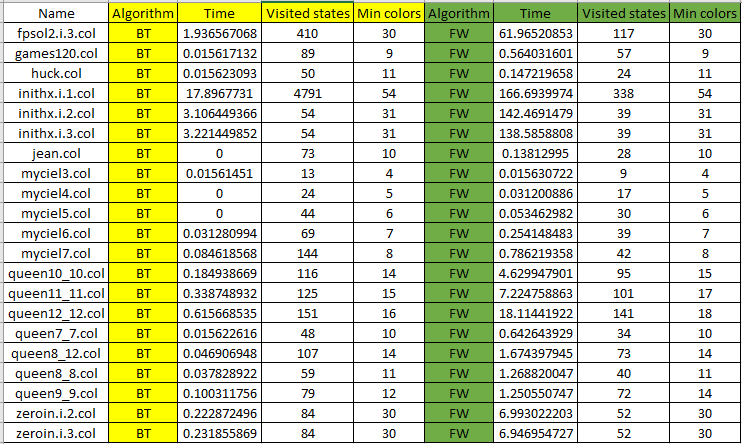 Name Algorithm Time Visited states Min colors Algorithm Time Visited states Min colors
fpsol2.i.3.col BT 1.936567068 410 30 FW 61.96520853 117 30
games120.col BT 0.015617132 89 9 FW 0.564031601 57 9
huck.col BT 0.015623093 50 11 FW 0.147219658 24 11
inithx.i.1.col BT 17.8967731 4791 54 FW 166.6939974 338 54
inithx.i.2.col BT 3.106449366 54 31 FW 142.4691479 39 31
inithx.i.3.col BT 3.221449852 54 31 FW 138.5858808 39 31
jean.col BT 0 73 10 FW 0.13812995 28 10
myciel3.col BT 0.01561451 13 4 FW 0.015630722 9 4
myciel4.col BT 0 24 5 FW 0.031200886 17 5
myciel5.col BT 0 44 6 FW 0.053462982 30 6
myciel6.col BT 0.031280994 69 7 FW 0.254148483 39 7
myciel7.col BT 0.084618568 144 8 FW 0.786219358 42 8
queen10_10.col BT 0.184938669 116 14 FW 4.629947901 95 15
queen11_11.col BT 0.338748932 125 15 FW 7.224758863 101 17
queen12_12.col BT 0.615668535 151 16 FW 18.11441922 141 18
queen7_7.col BT 0.015622616 48 10 FW 0.642643929 34 10
queen8_12.col BT 0.046906948 107 14 FW 1.674397945 73 14
queen8_8.col BT 0.037828922 59 11 FW 1.268820047 40 11
queen9_9.col BT 0.100311756 79 12 FW 1.250550747 72 14
zeroin.i.2.col BT 0.222872496 84 30 FW 6.993022203 52 30
zeroin.i.3.col BT 0.231855869 84 30 FW 6.946954727 52 30